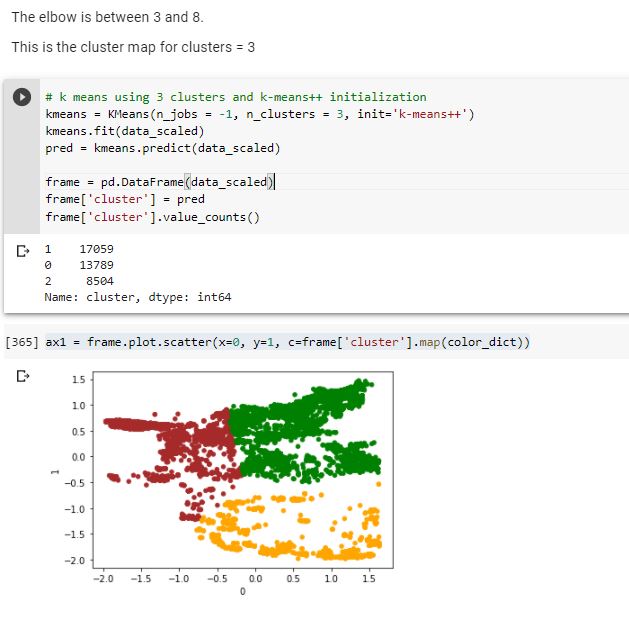 The elbow is between 3 and 8.
This is the cluster map for clusters = 3
# k means using 3 clusters and k-means++ initialization
kmeans = KMeans(n_jobs = -1, n_clusters = 3, init='k-means++')
kmeans.fit(data_scaled)
pred = kmeans.predict(data_scaled)
frame = pd.DataFrame(data_scaled)
frame['cluster'] = pred
frame['cluster'].value_counts()
1 17059
0 13789
2 8504
Name: cluster, dtype: int64
[365] ax1 = frame.plot.scatter(x=0, y=1, c=frame['cluster'].map(color_dict))
1.5
1.0
0.5
0.0
−0.5
−1.0
−1.5
−2.0
1
−2.0 −1.5 −1.0 −0.5 0.0 0.5 1.0 1.5
0